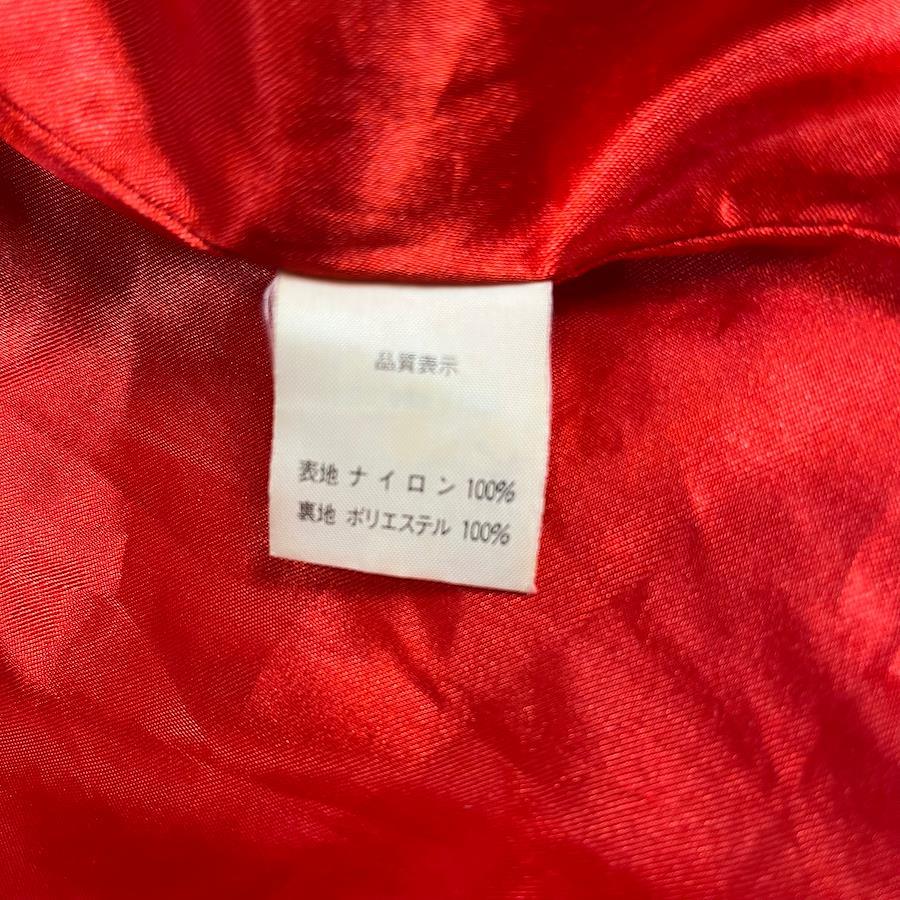 品質表示
表地 ナイロン 100%
裏地 ポリエステル 100%